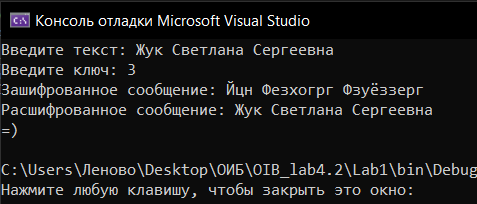 Консоль отладки Microsoft Visual Studio
Введите текст: Жук Светлана Сергеевна
Введите ключ: 3
Зашифрованное сообщение: Йцн Фезхогрг Фзуёззерг
Расшифрованное сообщение: Жук Светлана Сергеевна
=)
C:\Users\Леново\Desktop\ОИБ\OIB_lab4.2\Lab1\bin\Debug
Нажмите любую клавишу, чтобы закрыть это окно: